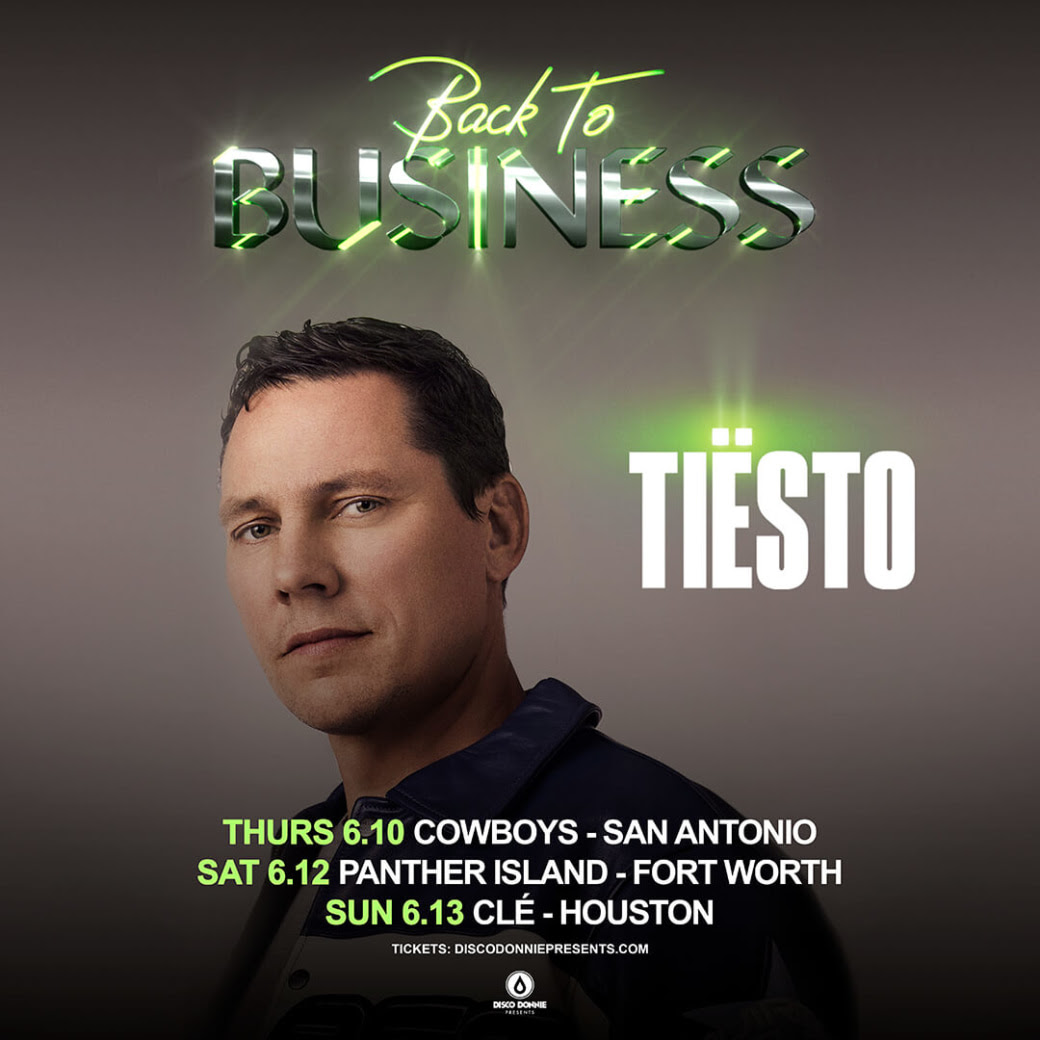 Back To
BUSINESS
TIËSTO
THURS 6.10 COWBOYS - SAN ANTONIO
SAT 6.12 PANTHER ISLAND - FORT WORTH
SUN 6.13 CLÉ - HOUSTON
TICKETS: DISCODONNIEPRESENTS.COM
DISCO DONNIE
PRESENTS